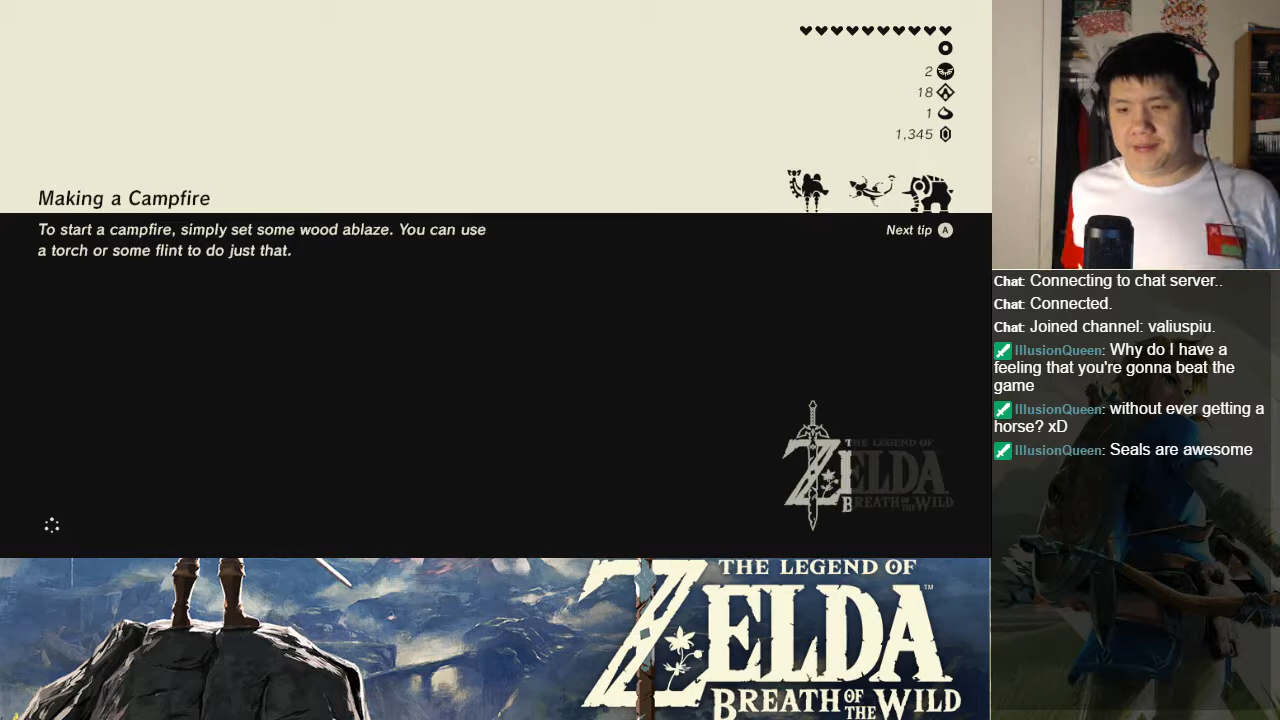 2
18
1
1,345
Making a Campfire
To start a campfire, simply set some wood ablaze. You can use
a torch or some flint to do just that.
Next tip A
THE LEGEND OF
ZELDA
BREATH OF THE WILD
THE LEGEND OF
ZELDA™
BREATH OF THE WILD
Chat: Connecting to chat server..
Chat: Connected.
Chat: Joined channel: valiuspiu.
IllusionQueen: Why do I have a
feeling that you're gonna beat the
game
IllusionQueen: without ever getting a
horse? xD
IllusionQueen: Seals are awesome